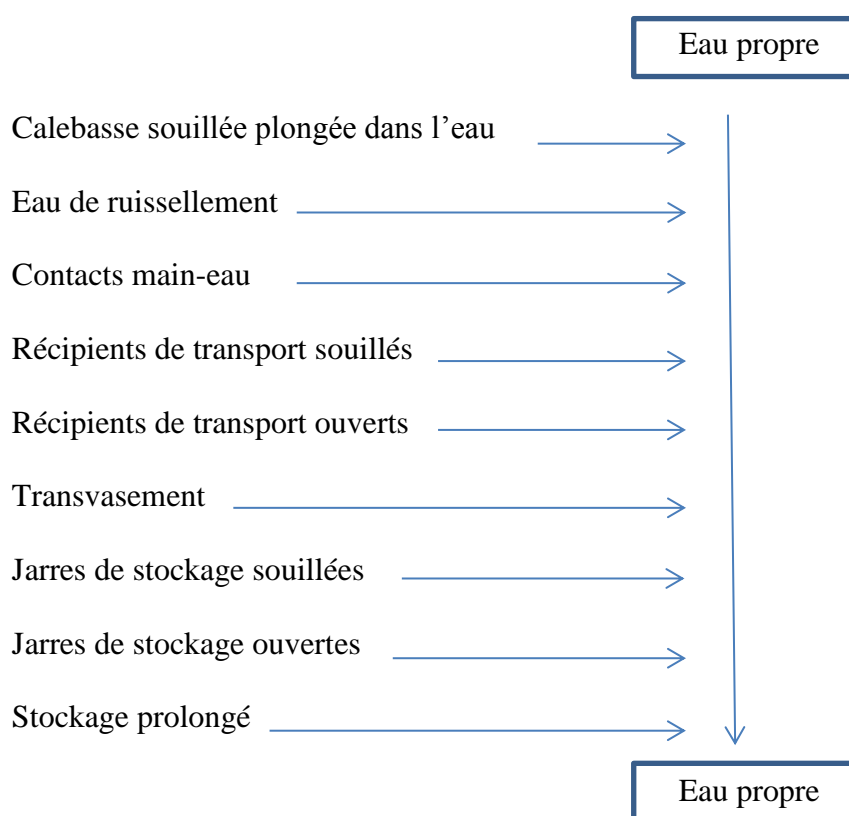 Eau propre
Calebasse souillée plongée dans l’eau
Eau de ruissellement
Contacts main-eau
Récipients de transport souillés
Récipients de transport ouverts
Transvasement
Jarres de stockage souillées
Jarres de stockage ouvertes
Stockage prolongé
Eau propre